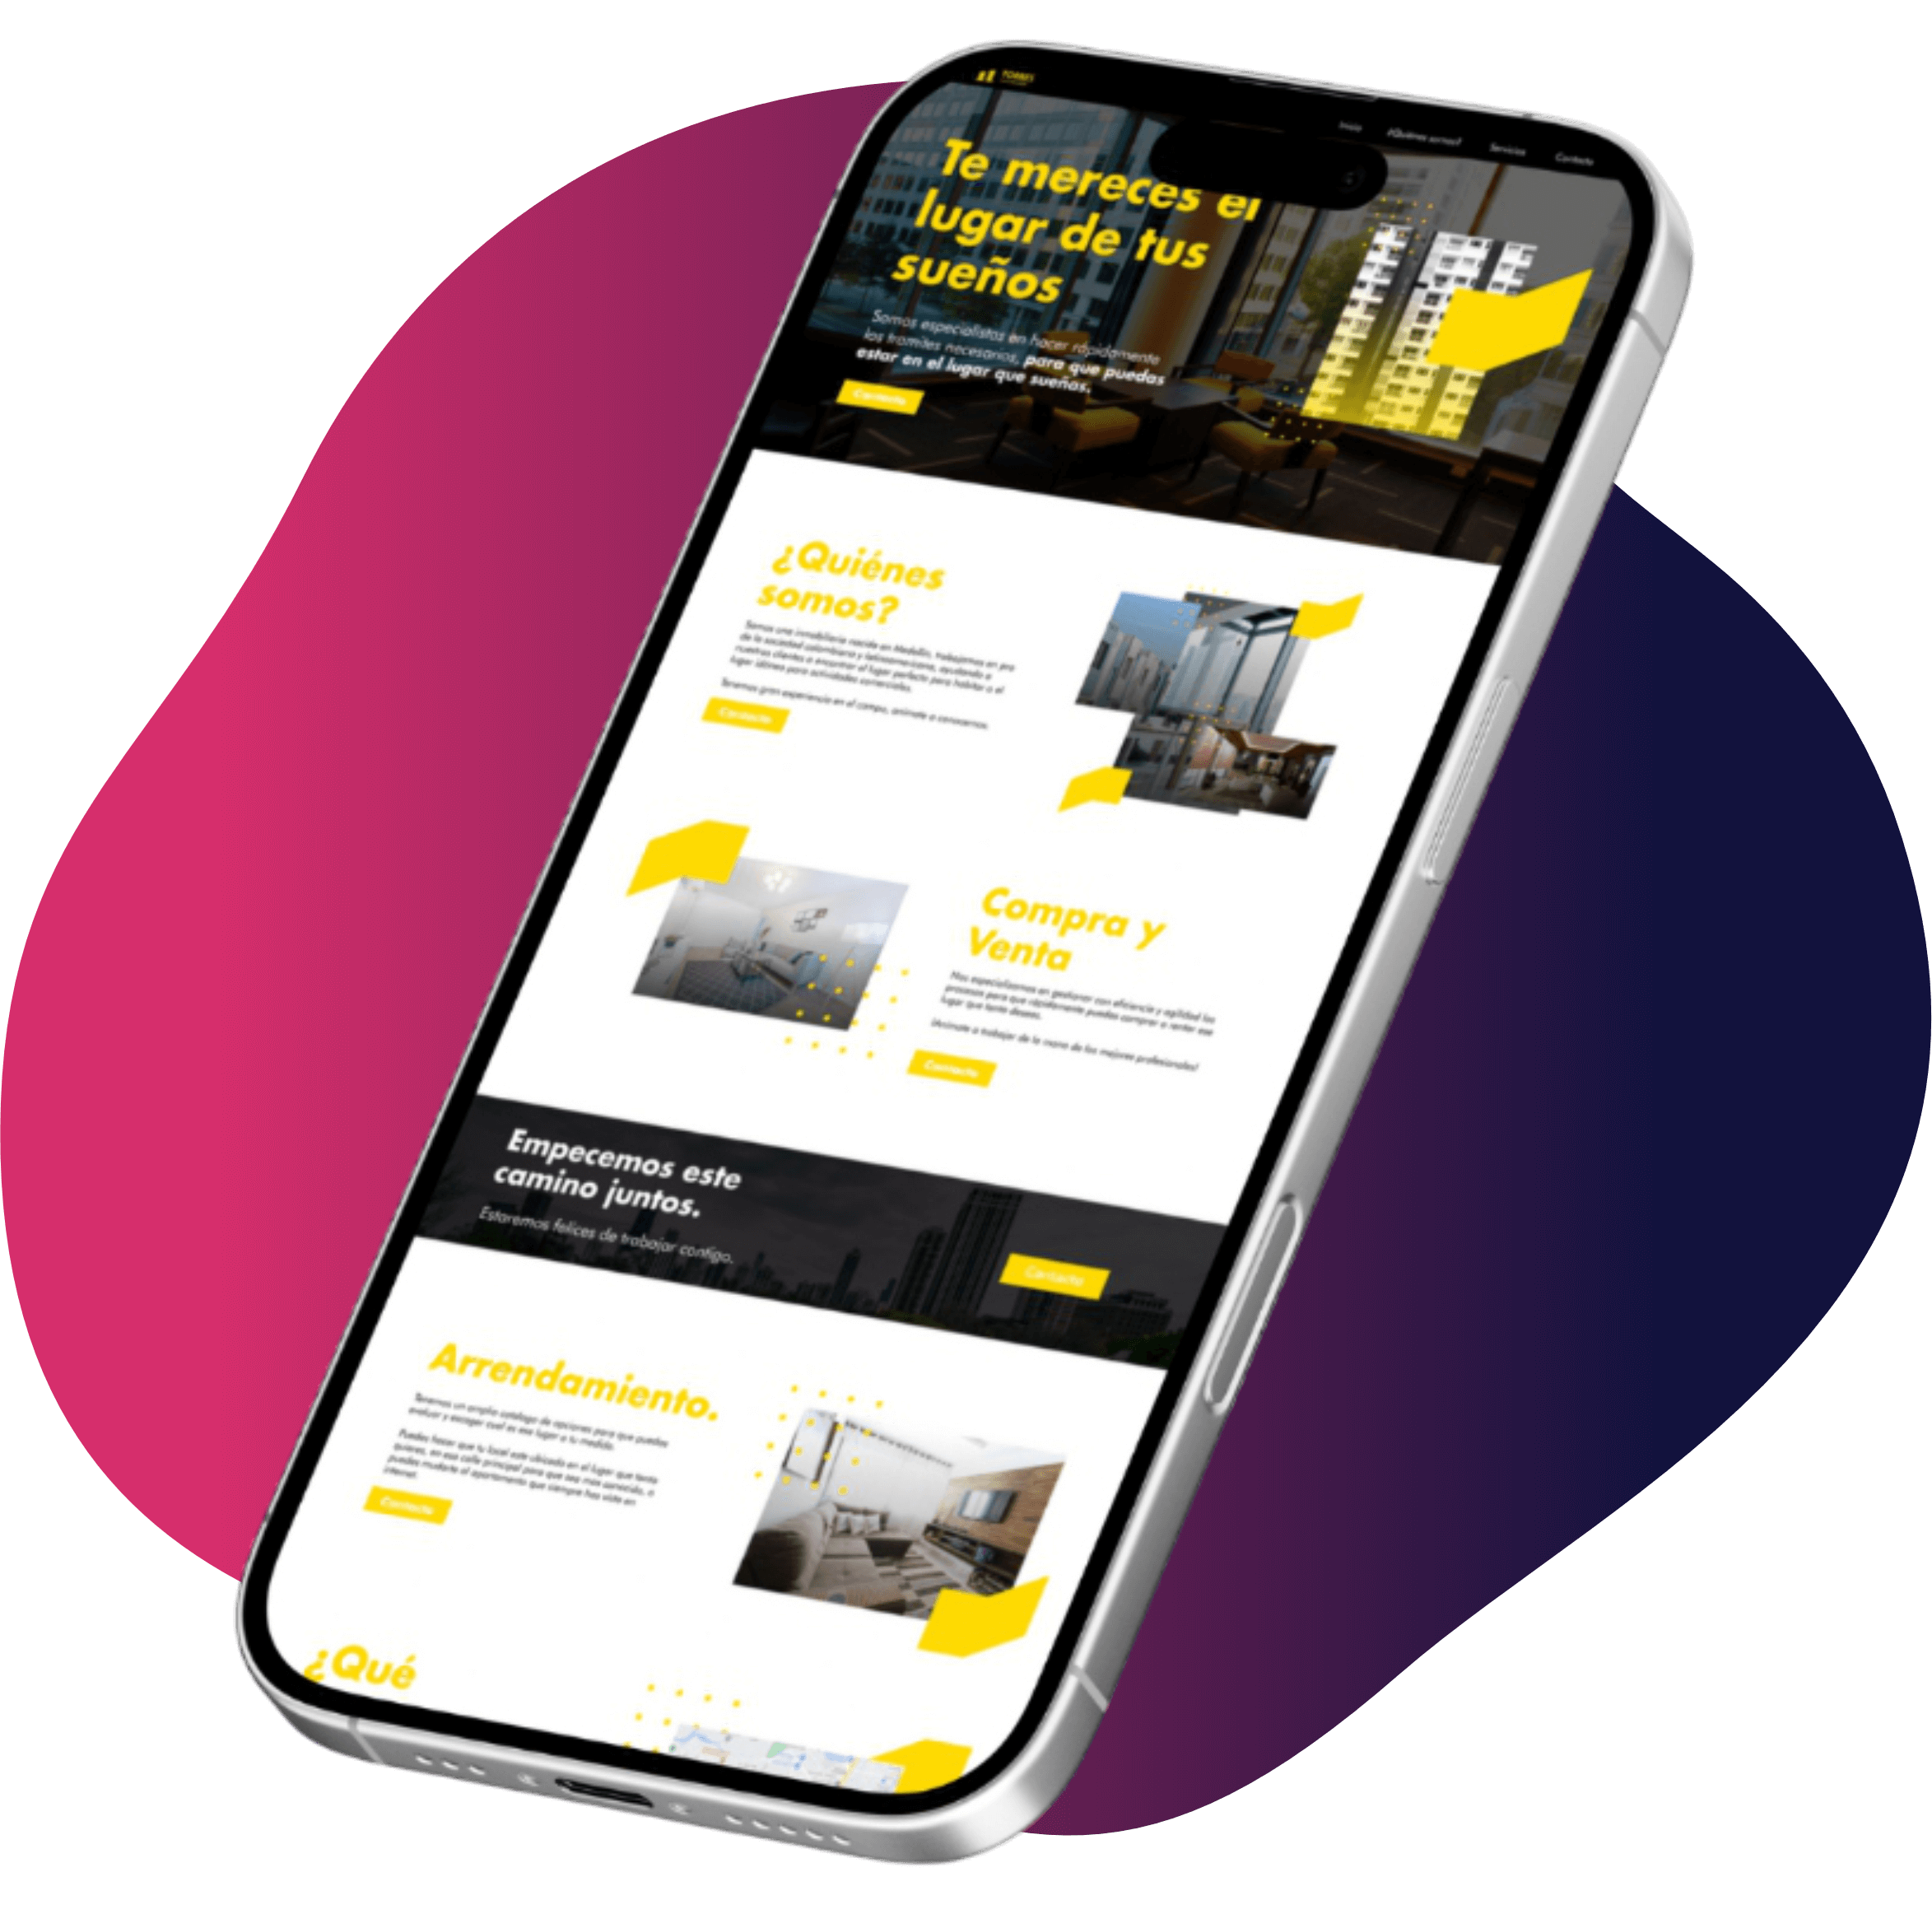 TORRES
Inicio ¿Quiénes somos? Servicios Contacto
Te mereces el
lugar de tus
sueños
Somos especialistas en hacer rápidamente
los tramites necesarios, para que puedas
estar en el lugar que sueñas.
Contacto
¿Quiénes
somos?
Somos una inmobiliaria nacida en Medellín, trabajamos en pro
de la sociedad colombiana y latinoamericana, ayudando a
nuestros clientes a encontrar el lugar perfecto para habitar o el
lugar idóneo para actividades comerciales.
Tenemos gran experiencia en el campo, anímate a conocernos.
Contacto
Compra y
Venta
Nos especializamos en gestionar con eficiencia y agilidad los
procesos para que rápidamente puedas comprar o rentar ese
lugar que tanto deseas.
¡Anímate a trabajar de la mano de los mejores profesionales!
Contacto
Empecemos este
camino juntos.
Estaremos felices de trabajar contigo.
Contacto
Arrendamiento.
Tenemos un amplio catalogo de opciones para que puedas
evaluar y escoger cual es ese lugar a tu medida.
Puedes hacer que tu local este ubicado en el lugar que tanto
quieres, en esa calle principal para que sea mas conocido, o
puedes mudarte al apartamento que siempre has visto en
internet.
Contacto
¿Qué